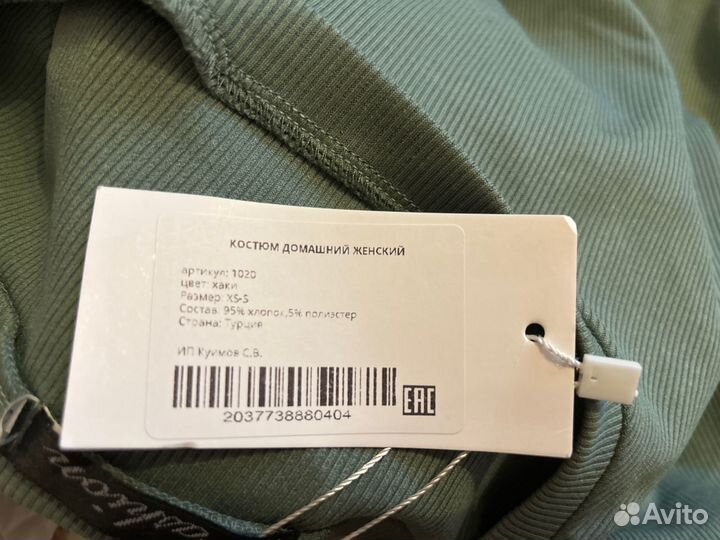 КОСТЮМ ДОМАШНИЙ ЖЕНСКИЙ
артикул: 1020
цвет: хаки
Размер: XS-S
Состав: 95% хлопок,5% полиэстер
Страна: Турция
ИП Куимов С.В.
2037738880404
EAC
Avito